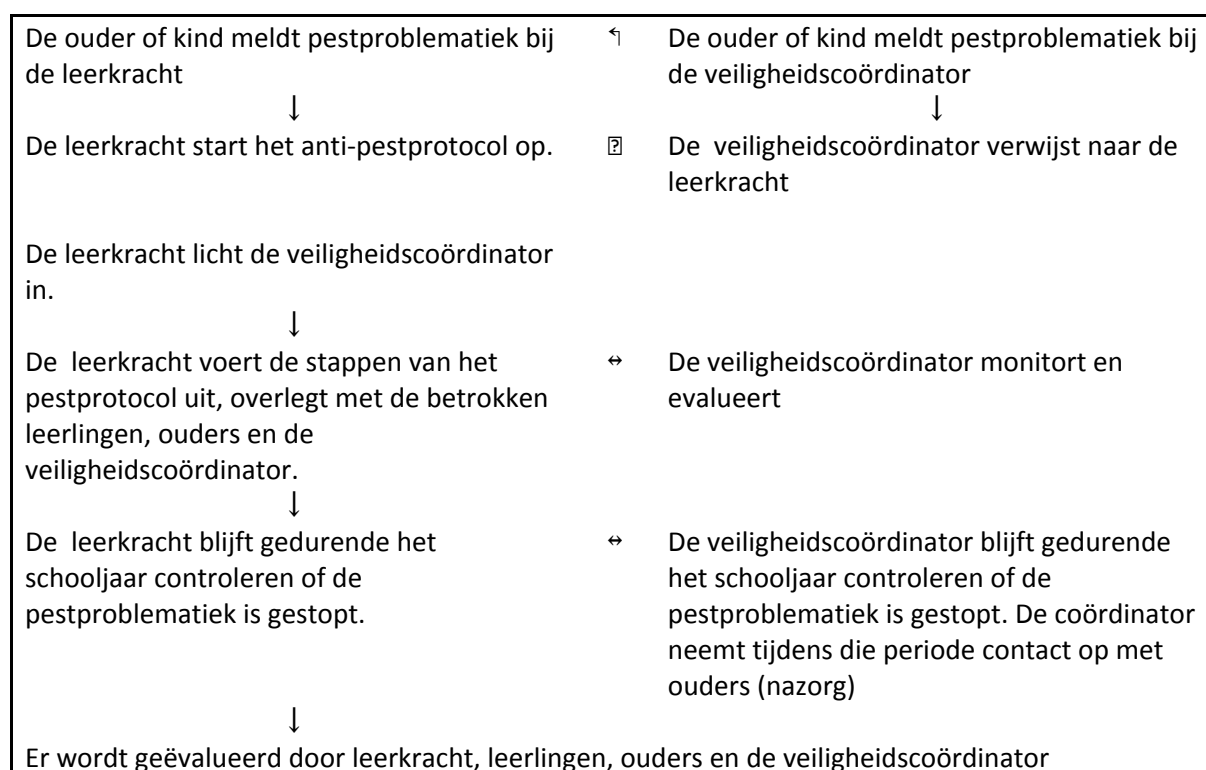 De ouder of kind meldt pestproblematiek bij
de leerkracht
↰
De ouder of kind meldt pestproblematiek bij
de veiligheidscoördinator
↓
↓
De leerkracht start het anti-pestprotocol op.
⍰
De  veiligheidscoördinator verwijst naar de
leerkracht
De leerkracht licht de veiligheidscoördinator
in.
↓
De  leerkracht voert de stappen van het
pestprotocol uit, overlegt met de betrokken
leerlingen, ouders en de
veiligheidscoördinator.
↔
De veiligheidscoördinator monitort en
evalueert
↓
De  leerkracht blijft gedurende het
schooljaar controleren of de
pestproblematiek is gestopt.
↔
De veiligheidscoördinator blijft gedurende
het schooljaar controleren of de
pestproblematiek is gestopt. De coördinator
neemt tijdens die periode contact op met
ouders (nazorg)
↓
Er wordt geëvalueerd door leerkracht, leerlingen, ouders en de veiligheidscoördinator